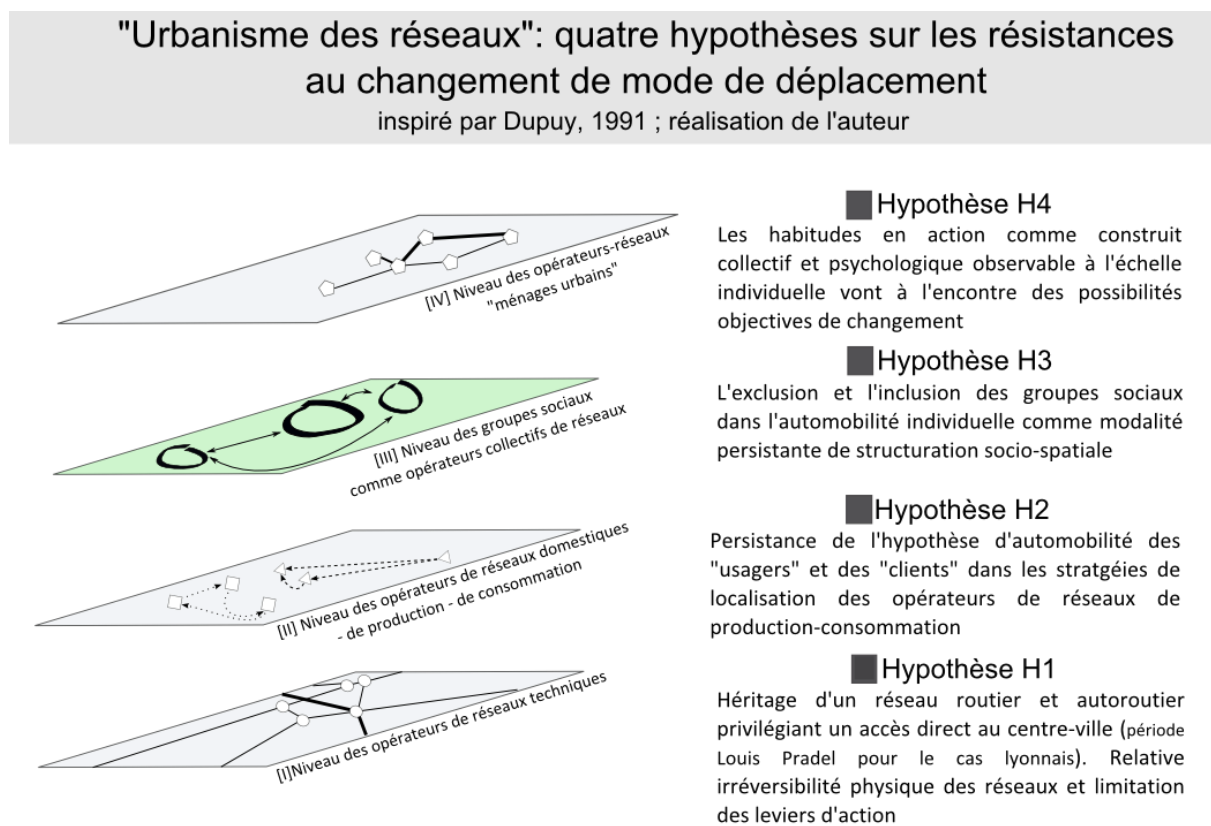 "Urbanisme des réseaux": quatre hypothèses sur les résistances
au changement de mode de déplacement
inspiré par Dupuy, 1991 ; réalisation de l'auteur
[IV] Niveau des opérateurs-réseaux
"ménages urbains"
Hypothèse H4
Les habitudes en action comme construit
collectif et psychologique observable à l'échelle
individuelle vont à l'encontre des possibilités
objectives de changement
[III] Niveau des groupes sociaux
comme opérateurs collectifs de réseaux
Hypothèse H3
L'exclusion et l'inclusion des groupes sociaux
dans l'automobilité individuelle comme modalité
persistante de structuration socio-spatiale
[II] Niveau des opérateurs de réseaux domestiques
- de production - de consommation
Hypothèse H2
Persistance de l'hypothèse d'automobilité des
"usagers" et des "clients" dans les stratgéies de
localisation des opérateurs de réseaux de
production-consommation
[I]Niveau des opérateurs de réseaux techniques
Hypothèse H1
Héritage d'un réseau routier et autoroutier
privilégiant un accès direct au centre-ville (période
Louis Pradel pour le cas lyonnais). Relative
irréversibilité physique des réseaux et limitation
des leviers d'action